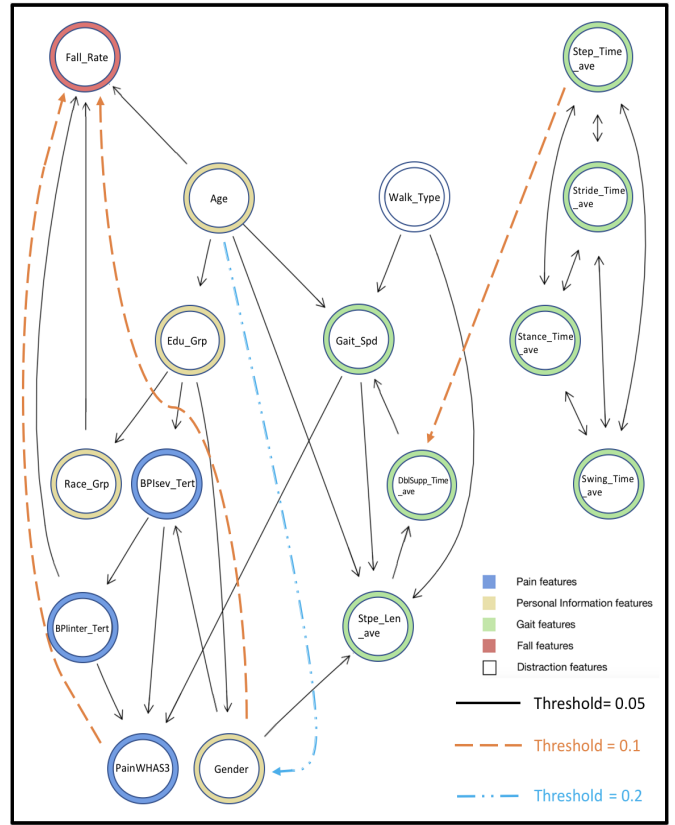 Fall_Rate
Step_Time
_ave
Age
Walk_Type
Stride_Time
_ave
Edu_Grp
Gait_Spd
Stance_Time
_ave
Race_Grp
BPIsev_Tert
DblSupp_Time
_ave
Swing_Time
_ave
Pain features
Personal Information features
BPIinter_Tert
Stpe_Len
_ave
Gait features
Fall features
Distraction features
Threshold= 0.05
Threshold = 0.1
PainWHAS3
Gender
Threshold = 0.2